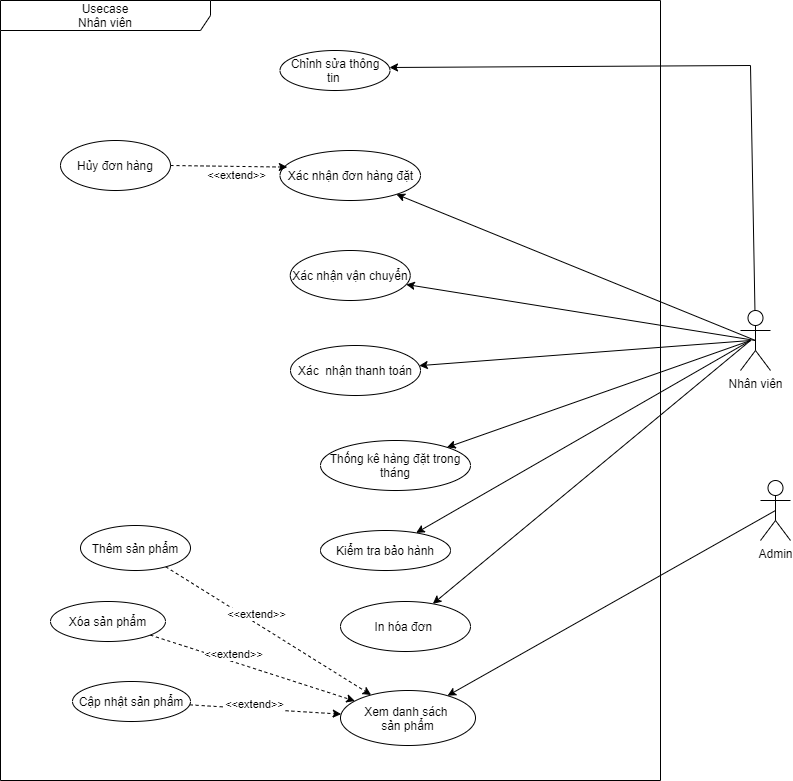 Usecase
Nhân viên
Chỉnh sửa thông
tin
Hủy đơn hàng
<<extend>>
Xác nhận đơn hàng đặt
Xác nhận vận chuyển
Nhân viên
Xác  nhận thanh toán
Thống kê hàng đặt trong
tháng
Admin
Thêm sản phẩm
Kiểm tra bảo hành
<<extend>>
Xóa sản phẩm
In hóa đơn
<<extend>>
Cập nhật sản phẩm
<<extend>>
Xem danh sách
sản phẩm